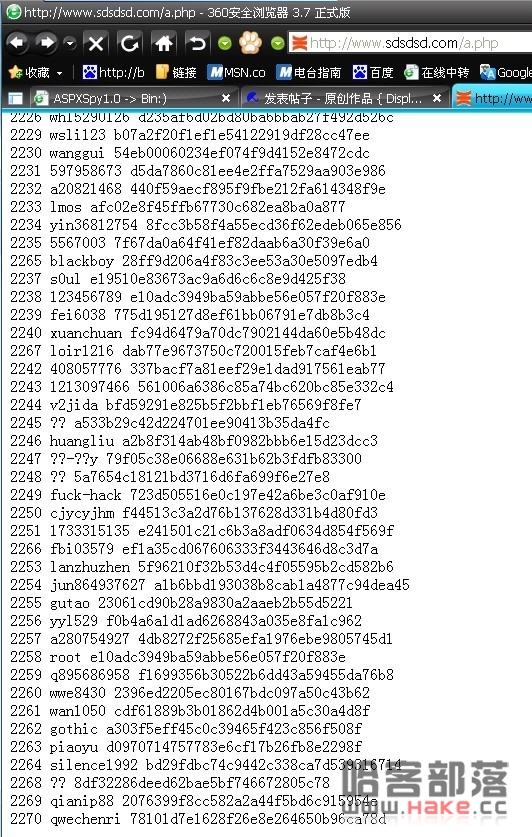 http://www.sdsdsd.com/a.php - 360安全浏览器 3.7 正式版
http://www.sdsdsd.com/a.php
收藏 http://b 链接 MSN.co 电台指南 百度 在线中转 Google
ASPXSpy1.0 -> Bin:) 发表帖子 - 原创作品 { Displ... http://ww
2226 whl5290126 d235af6d02bd80ba6bbab27f492d526c
2229 wsli123 b07a2f20f1ef1e54122919df28cc47ee
2230 wanggui 54eb00060234ef074f9d4152e8472cdc
2231 597958673 d5da7860c81ee4e2ffa7529aa903e986
2232 a20821468 440f59aecf895f9fbe212fa614348f9e
2233 lmos afc02e8f45ffb67730c682ea8ba0a877
2234 yin36812754 8fcc3b58f4a55ecd36f62edeb065e856
2235 5567003 7f67da0a64f41ef82daab6a30f39e6a0
2265 blackboy 28ff9d206a4f83c3ee53a30e5097edb4
2237 s0ul e19510e83673ac9a6d6c6c8e9d425f38
2238 123456789 e10adc3949ba59abbe56e057f20f883e
2239 fei6038 775d195127d8ef61bb06791e7db8b3c4
2240 xuanchuan fc94d6479a70dc7902144da60e5b48dc
2267 loir1216 dab77e9673750c720015feb7caf4e6b1
2242 408057776 337bacf7a81eef29e1dad917561eab77
2243 1213097466 561006a6386c85a74bc620bc85e332c4
2244 v2jida bfd59291e825b5f2bbf1eb76569f8fe7
2245 ?? a533b29c42d224701ee90413b35da4fc
2246 huangliu a2b8f314ab48bf0982bbb6e15d23dcc3
2247 ??-??y 79f05c38e06688e631b62b3fdfb83300
2248 ?? 5a7654c18121bd3716d6fa699f6e27e8
2249 fuck-hack 723d505516e0c197e42a6be3c0af910e
2250 cjycyjhm f44513c3a2d76b137628d331b4d80fd3
2251 1733315135 e241501c21c6b3a8adf0634d854f569f
2266 fbi03579 ef1a35cd067606333f3443646d8c3d7a
2253 lanzhuzhen 5f96210f32b53d4c4f05595b2cd582b6
2254 jun864937627 a1b6bbd193038b8cab1a4877c94dea45
2255 gutao 23061cd90b28a9830a2aaeb2b55d5221
2256 yyl529 f0b4a6a1d1ad6268843a035e8fa1c962
2257 a280754927 4db8272f25685efa1976ebe9805745d1
2258 root e10adc3949ba59abbe56e057f20f883e
2259 q895686958 f1699356b30522b6dd43a59455da76b8
2260 wwe8430 2396ed2205ec80167bdc097a50c43b62
2261 wan1050 cdf61889b3b01862d4b001a5c30a4d8f
2262 gothic a303f5eff45c0c39465f423c856f508f
2263 piaoyu d0970714757783e6cf17b26fb8e2298f
2264 silence1992 bd29fdbc74c9442c338ca7d539316714
2268 ?? 8df32286deed62bae5bf746672805c78
2269 qianip88
2270 qwechenri
哈客部落
www.Hake.cc